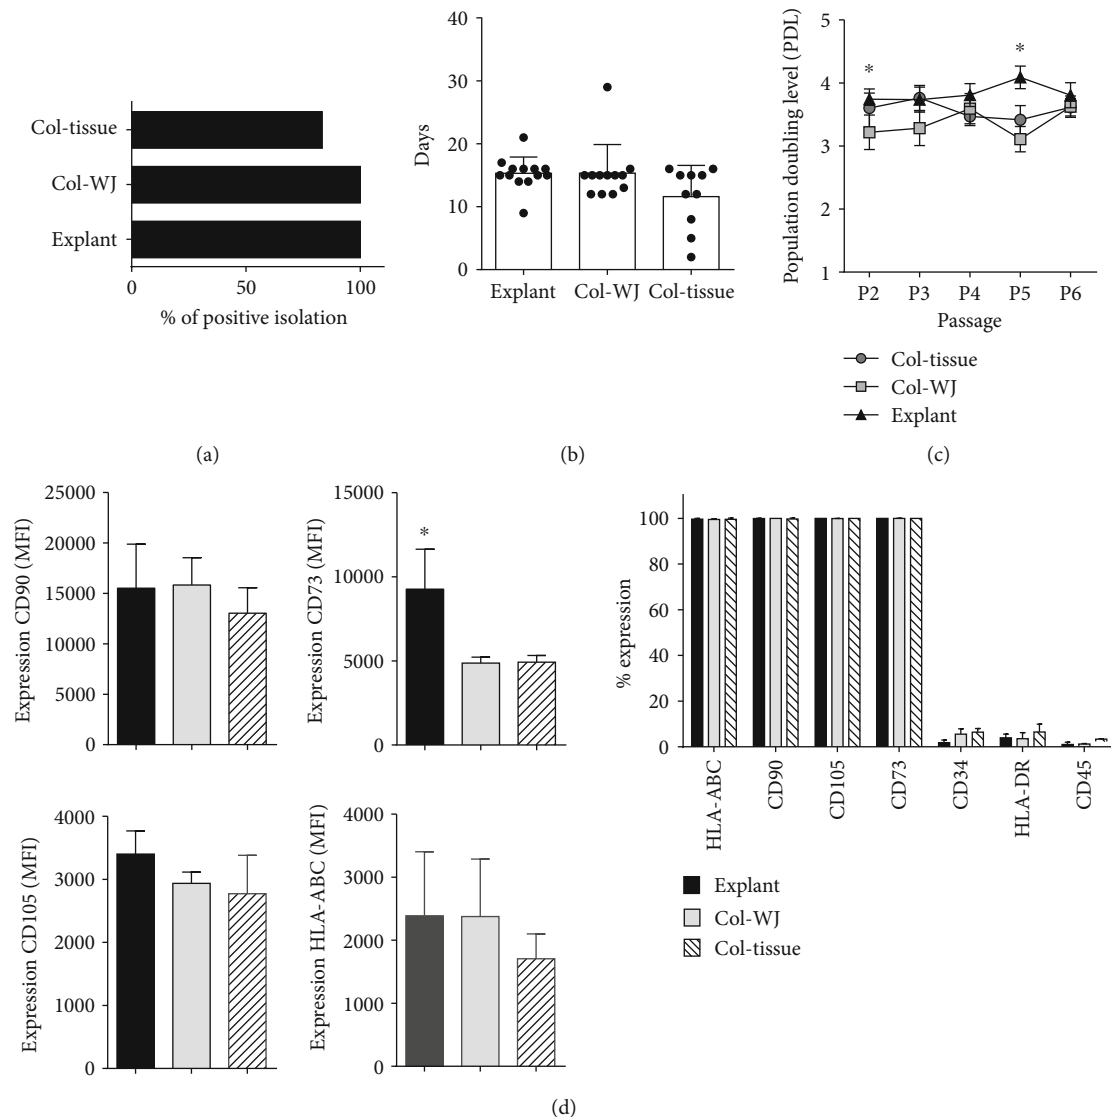 Col-tissue
Col-WJ
Explant
0
50
100
% of positive isolation
(a)
40
30
20
10
0
Days
Explant
Col-WJ
Col-tissue
(b)
5
4
3
2
1
Population doubling level (PDL)
*
*
P2
P3
P4
P5
P6
Passage
Col-tissue
Col-WJ
Explant
(c)
25000
20000
15000
10000
5000
0
Expression CD90 (MFI)
15000
10000
5000
0
Expression CD73 (MFI)
*
4000
3000
2000
1000
0
Expression CD105 (MFI)
4000
3000
2000
1000
0
Expression HLA-ABC (MFI)
100
80
60
40
20
0
% expression
HLA-ABC
CD90
CD105
CD73
CD34
HLA-DR
CD45
Explant
Col-WJ
Col-tissue
(d)